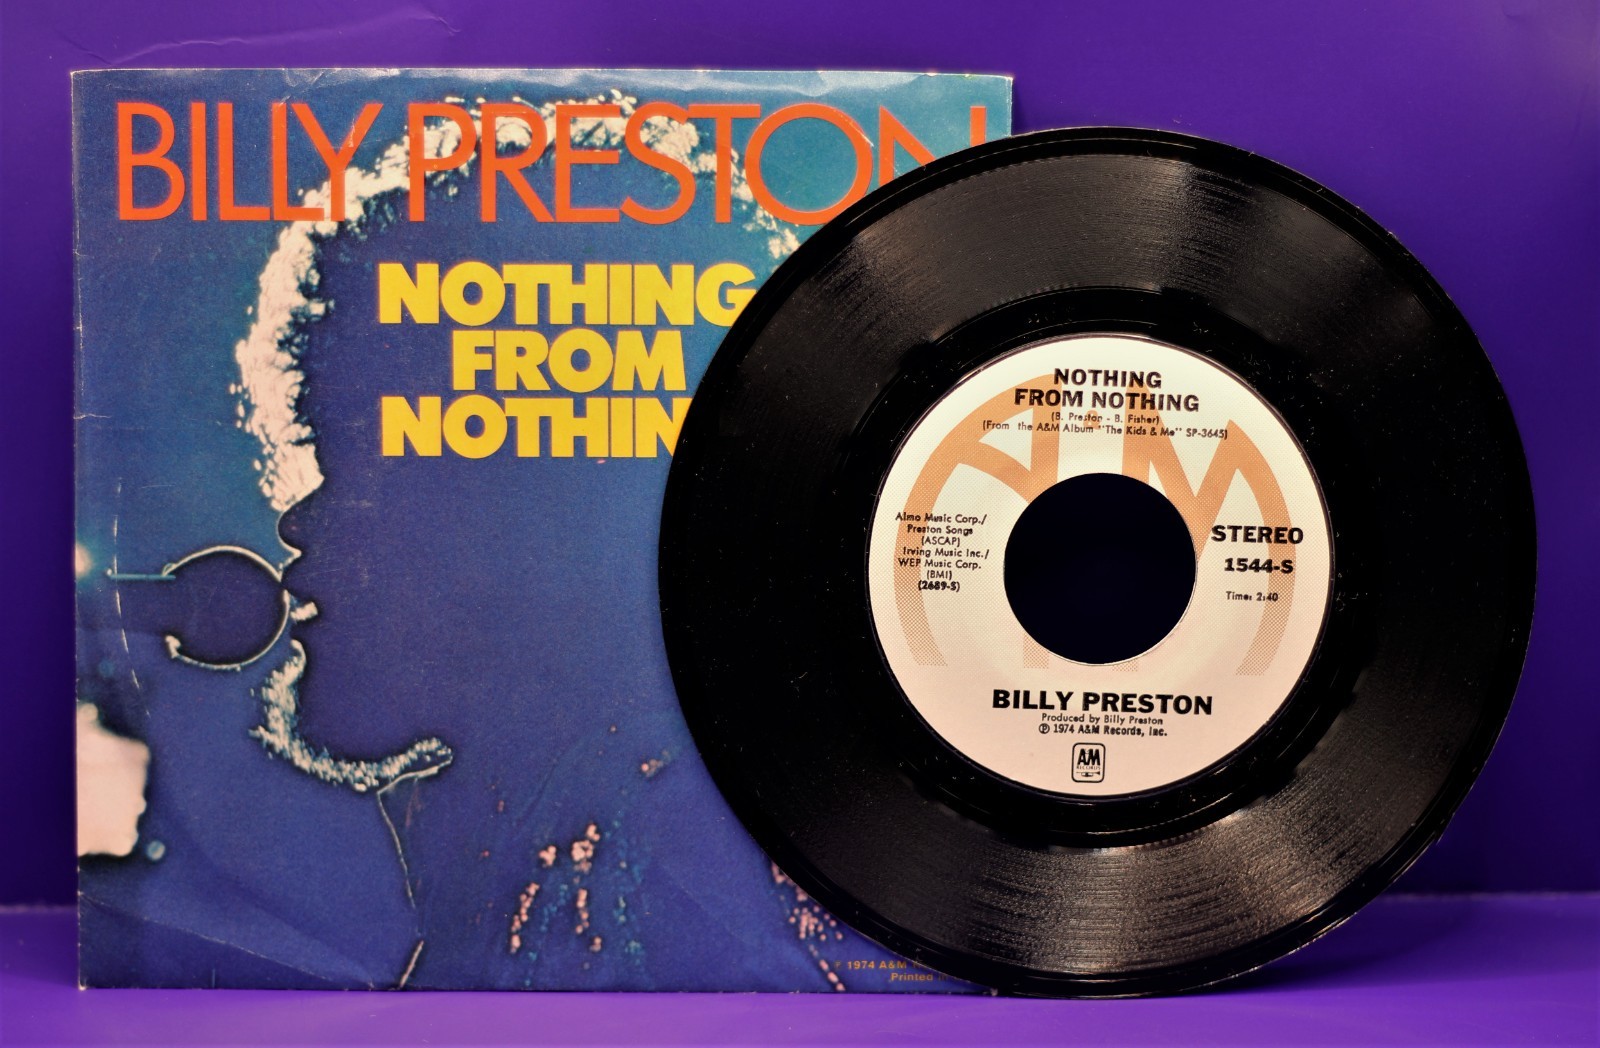 BILLY PRESTON
NOTHING
FROM
NOTHIN
℗ 1974 A&M
Printed in
NOTHING
FROM NOTHING
(B. Preston - B. Fisher)
(From the A&M Album "The Kids & Me" SP-3645)
A&M
Almo Music Corp./
Preston Songs
(ASCAP)
Irving Music Inc./
WEP Music Corp.
(BMI)
(2689-S)
STEREO
1544-S
Time: 2:40
BILLY PRESTON
Produced by Billy Preston
℗ 1974 A&M Records, Inc.
A&M
RECORDS